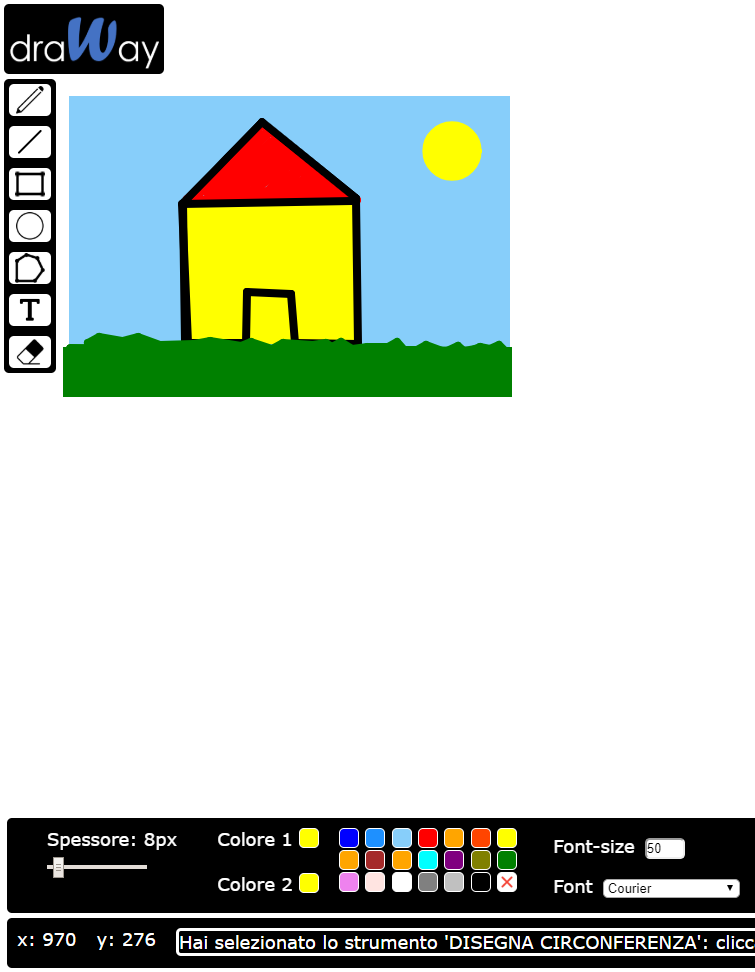 draWay
T
Spessore: 8px
Colore 1
Colore 2
Font-size 50
Font Courier
x: 970 y: 276
Hai selezionato lo strumento 'DISEGNA CIRCONFERENZA': clicc